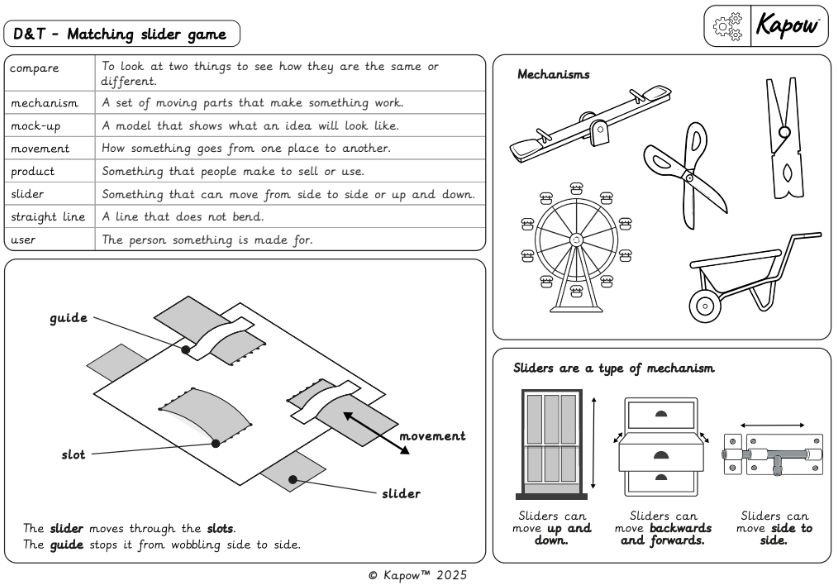 D&T - Matching slider game
Kapow™
compare To look at two things to see how they are the same or
different.
mechanism A set of moving parts that make something work.
mock-up A model that shows what an idea will look like.
movement How something goes from one place to another.
product Something that people make to sell or use.
slider Something that can move from side to side or up and down.
straight line A line that does not bend.
user The person something is made for.
Mechanisms
guide
slot
movement
slider
The slider moves through the slots.
The guide stops it from wobbling side to side.
Sliders are a type of mechanism
Sliders can
move up and
down.
Sliders can
move backwards
and forwards.
Sliders can
move side to
side.
© Kapow™ 2025